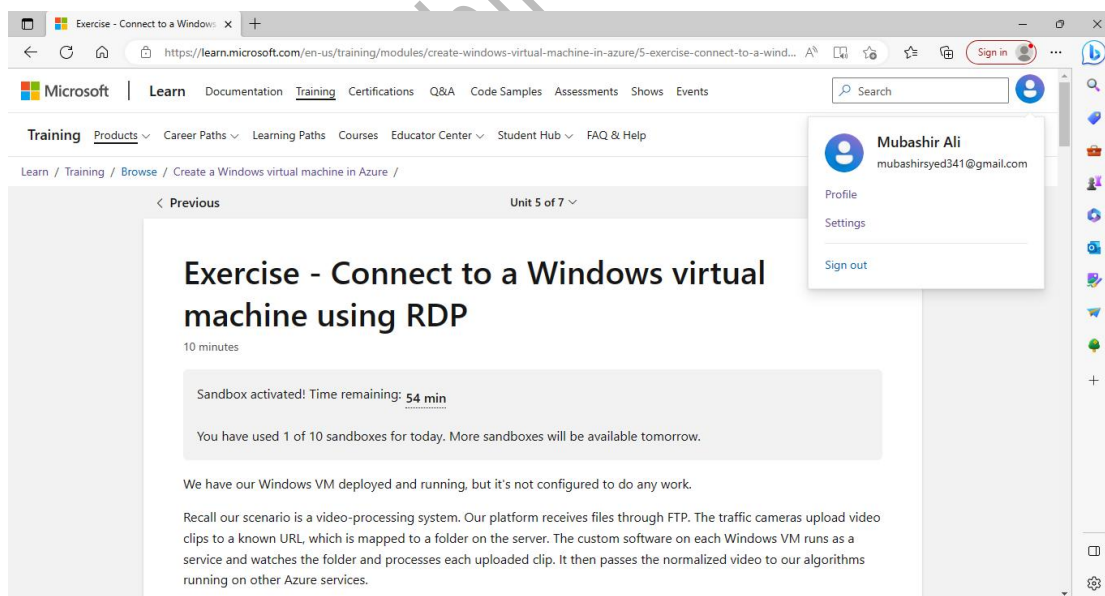 Exercise - Connect to a Windows
https://learn.microsoft.com/en-us/training/modules/create-windows-virtual-machine-in-azure/5-exercise-connect-to-a-wind...
Sign in
Microsoft
Learn Documentation Training Certifications Q&A Code Samples Assessments Shows Events
Search
Training Products Career Paths Learning Paths Courses Educator Center Student Hub FAQ & Help
Mubashir Ali
mubashirsyed341@gmail.com
Profile
Settings
Sign out
Learn / Training / Browse / Create a Windows virtual machine in Azure /
Previous
Unit 5 of 7
Exercise - Connect to a Windows virtual
machine using RDP
10 minutes
Sandbox activated! Time remaining: 54 min
You have used 1 of 10 sandboxes for today. More sandboxes will be available tomorrow.
We have our Windows VM deployed and running, but it's not configured to do any work.
Recall our scenario is a video-processing system. Our platform receives files through FTP. The traffic cameras upload video
clips to a known URL, which is mapped to a folder on the server. The custom software on each Windows VM runs as a
service and watches the folder and processes each uploaded clip. It then passes the normalized video to our algorithms
running on other Azure services.